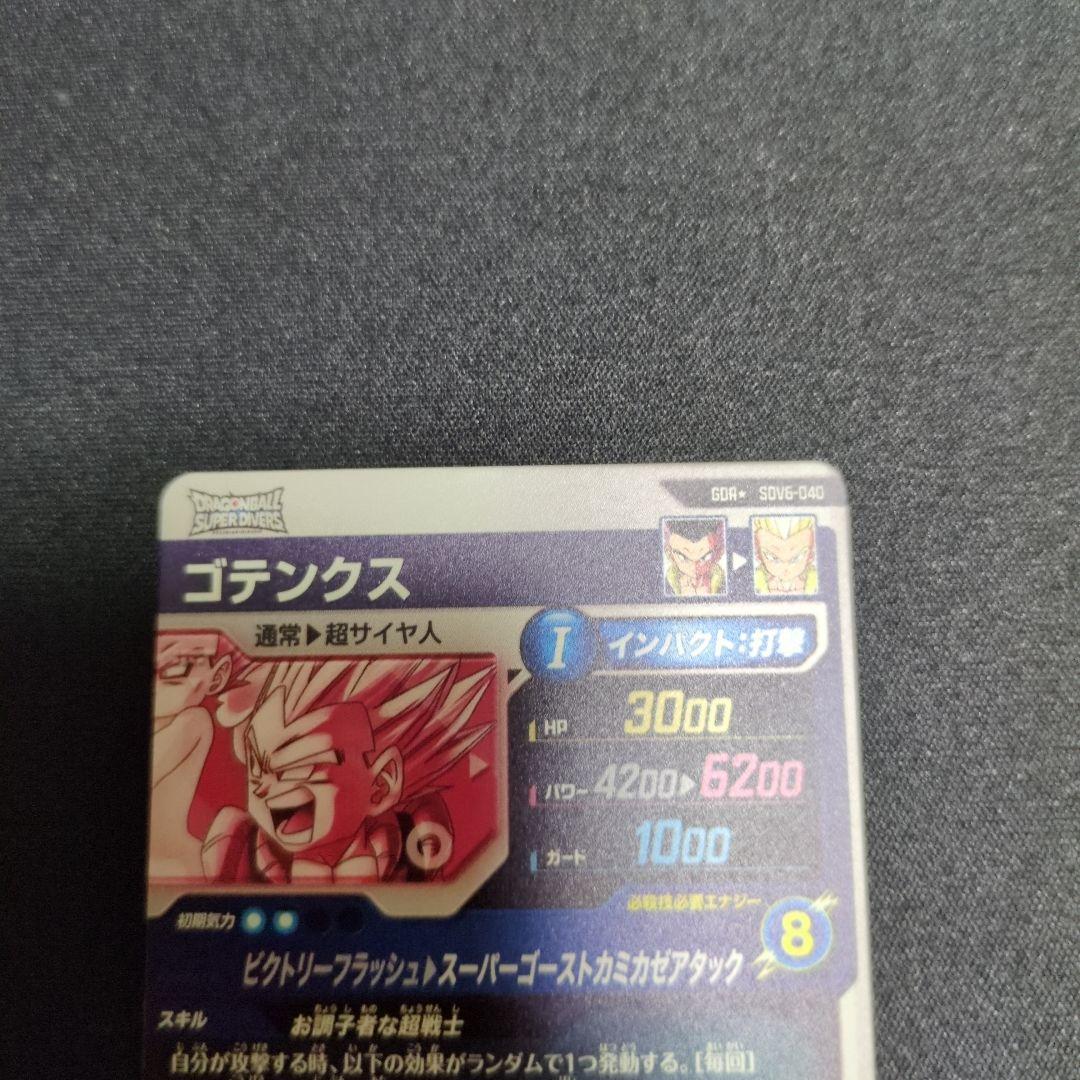 GDR★ SDV6-040
DRAGONBALL
SUPER DIVERS
ゴテンクス
通常▶超サイヤ人
I インパクト:打撃
HP 3000
パワー 4200▶6200
ガード 1000
初期気力
必殺技必要エナジー 8
ビクトリーフラッシュ▶スーパーゴーストカミカゼアタック
スキル お調子者な超戦士
自分が攻撃する時、以下の効果がランダムで1つ発動する。[毎回]